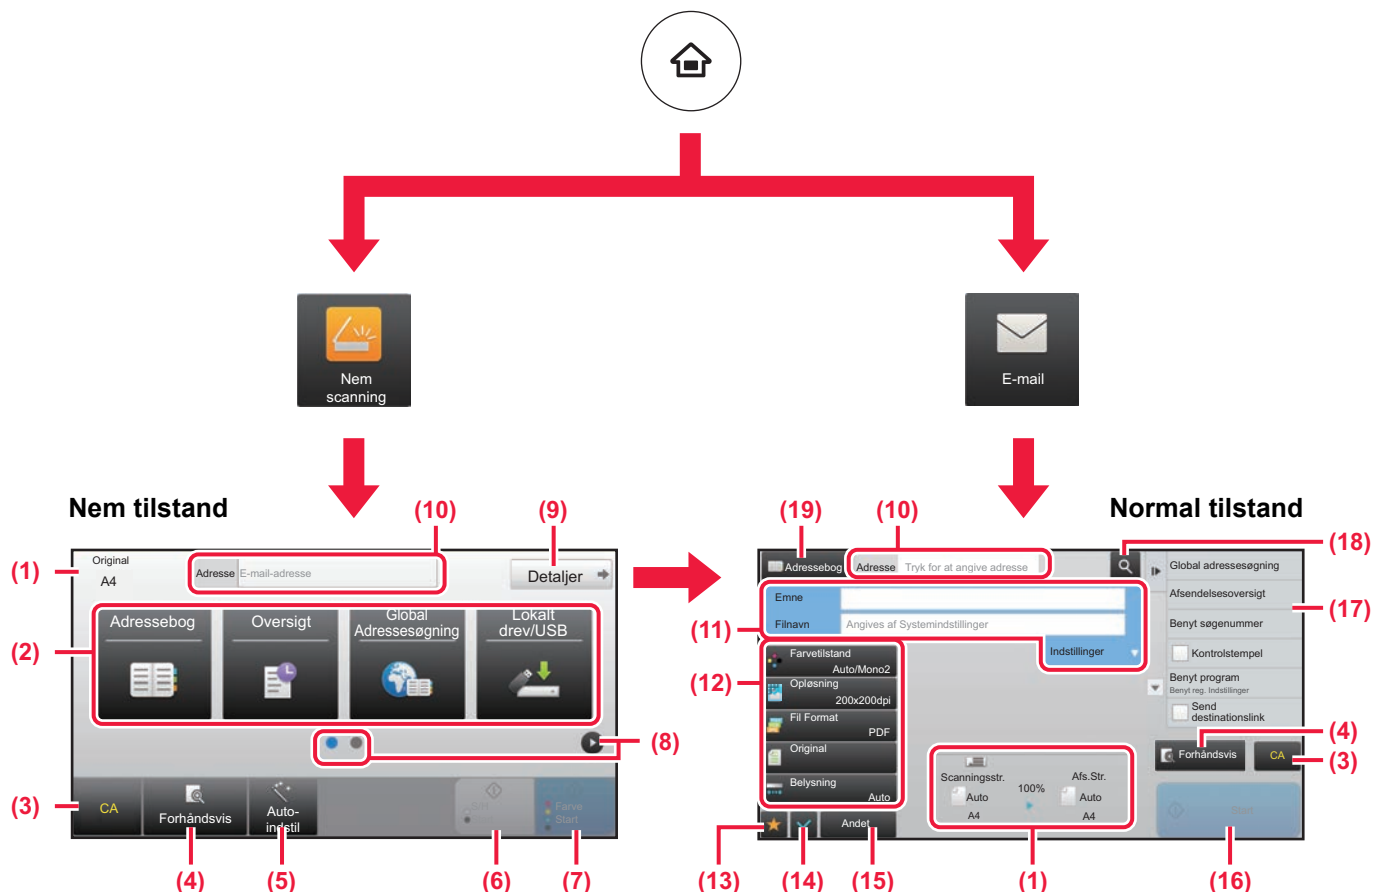 Nem
scanning
E-mail
Nem tilstand
(10)
(9)
(19)
(10)
Normal tilstand
(18)
(1)
Original
A4
Adresse E-mail-adresse
Detaljer
Adressebog
Adresse Tryk for at angive adresse
Global adressesøgning
Emne
Afsendelsesoversigt
(17)
Adressebog
Oversigt
Global
Adressesøgning
Lokalt
drev/USB
(2)
(11)
Filnavn
Angives af Systemindstillinger
Benyt søgenummer
Indstillinger
Kontrolstempel
(12)
Farvetilstand
Auto/Mono2
Opløsning
200x200dpi
Fil Format
PDF
Original
Belysning
Auto
Benyt program
Benyt reg. Indstillinger
Send
destinationslink
(8)
(4)
Forhåndsvis
CA
(3)
Scanningsstr.
Auto
A4
100%
Afs.Str.
Auto
A4
(3)
CA
Forhåndsvis
Auto-
indstil
Farve
Start
Andet
Start
(4)
(5)
(6)
(7)
(13)
(14)
(15)
(1)
(16)